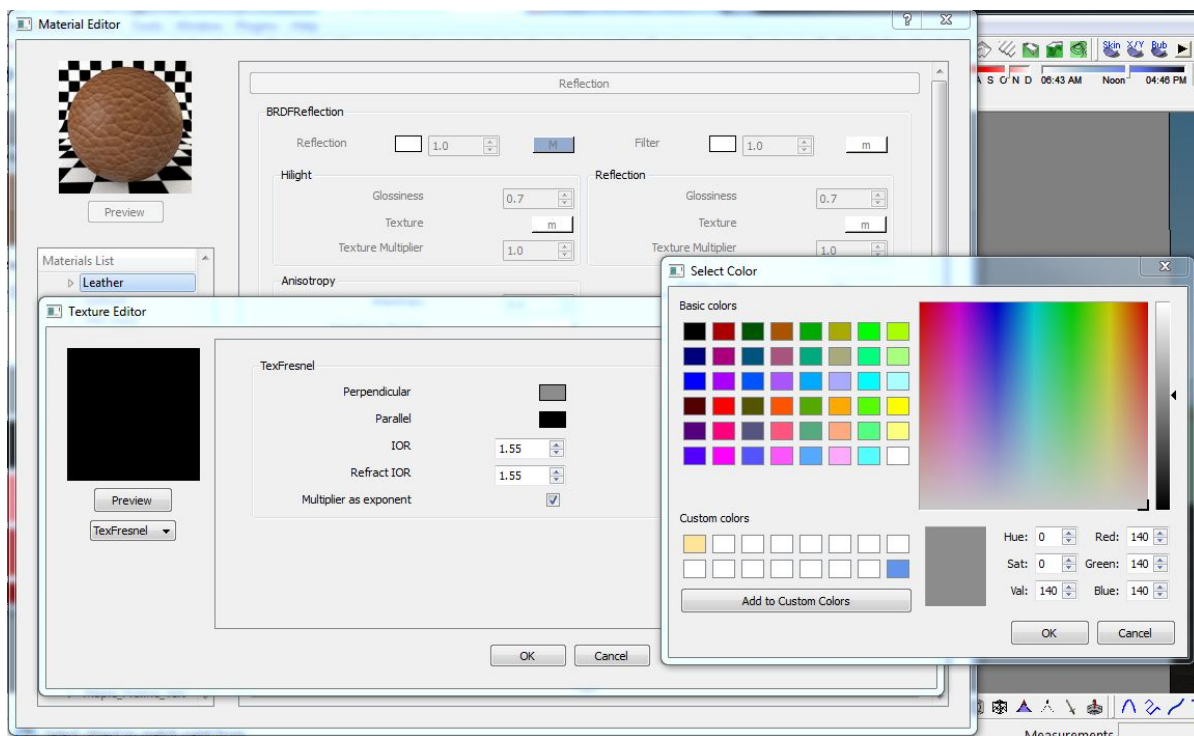 Material Editor
Tools Window Plugins Help
Reflection
BRDFReflection
Reflection 1.0 M Filter 1.0 m
Hilight Reflection
Glossiness 0.7 Glossiness 0.7
Texture m Texture m
Texture Multiplier 1.0 Texture Multiplier 1.0
Anisotropy
Preview
Materials List
Leather
Skin X/Y Bub
A S O N D 06:43 AM Noon 04:46 PM
Texture Editor
TexFresnel
Perpendicular
Parallel
IOR 1.55
Refract IOR 1.55
Multiplier as exponent
Preview
TexFresnel
OK Cancel
Select Color
Basic colors
Custom colors
Hue: 0 Red: 140
Sat: 0 Green: 140
Val: 140 Blue: 140
Add to Custom Colors
OK Cancel
Measurements